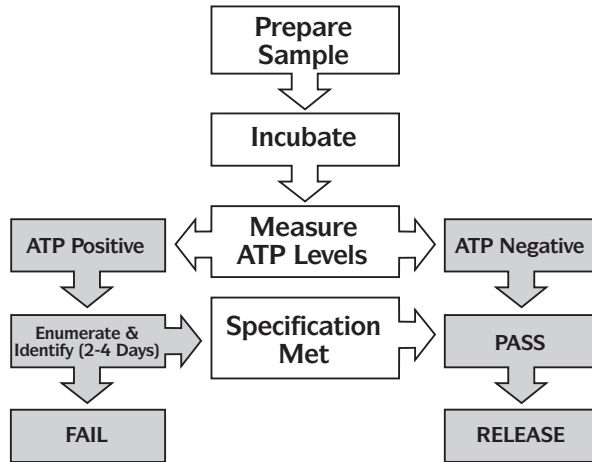 Prepare
Sample
Incubate
Measure
ATP Levels
ATP Positive
ATP Negative
Enumerate &
Identify (2-4 Days)
Specification
Met
PASS
FAIL
RELEASE